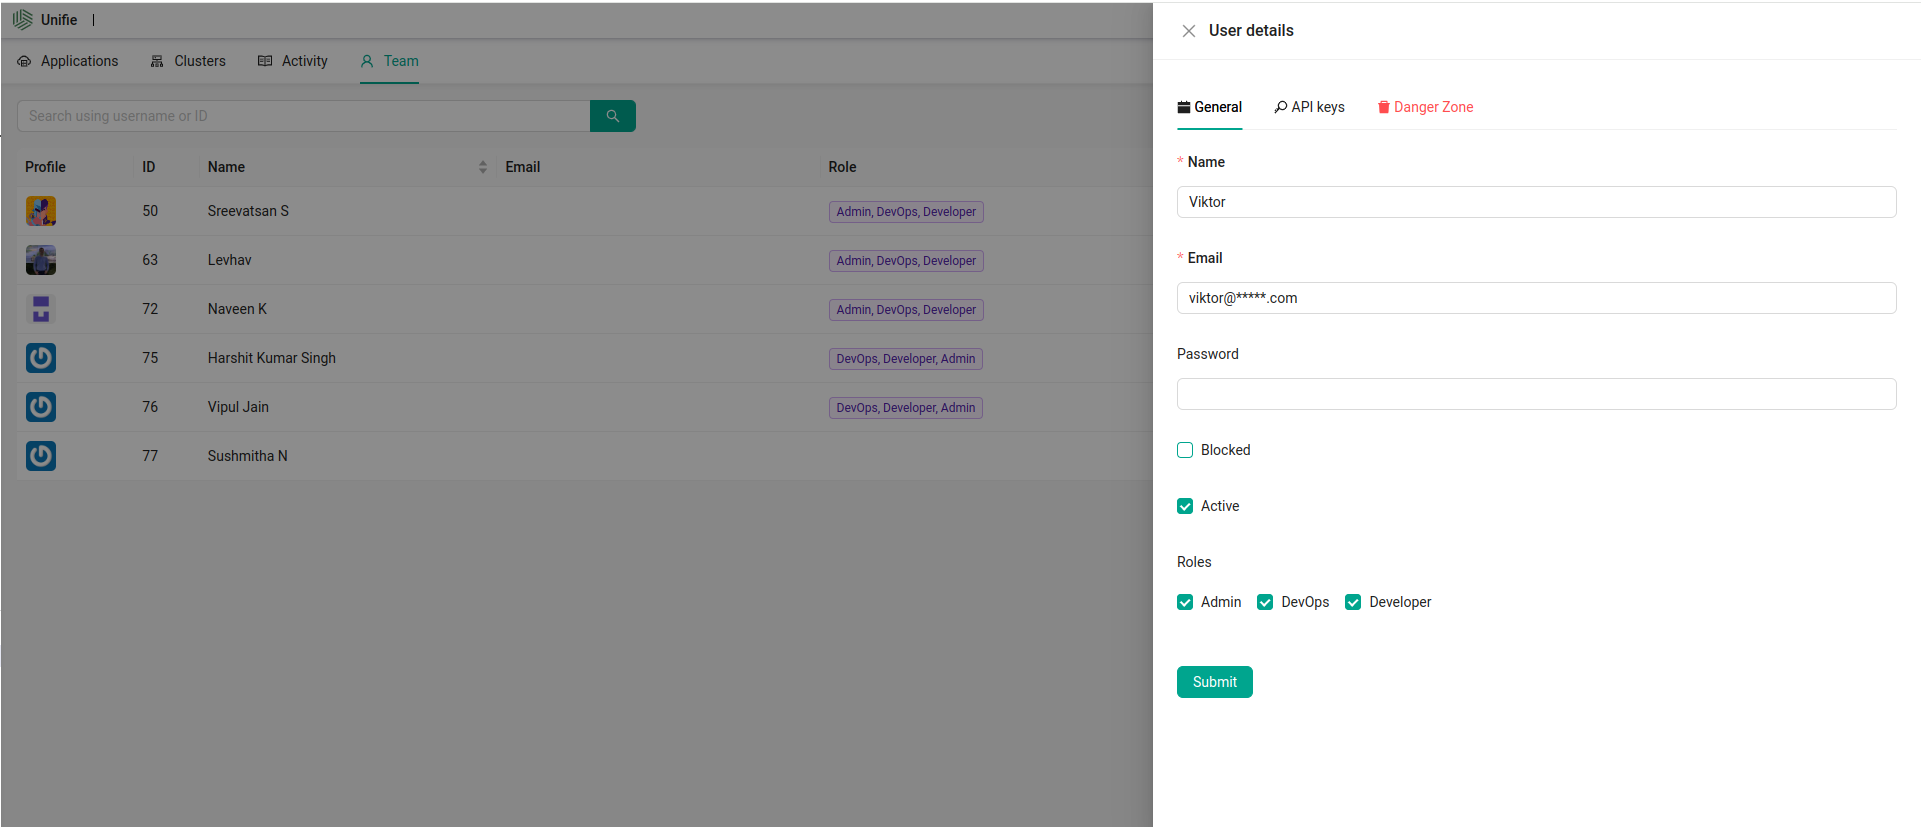 Unifie |
Applications Clusters Activity Team
Search using username or ID
Profile ID Name Email Role
50 Sreevatsan S Admin, DevOps, Developer
63 Levhav Admin, DevOps, Developer
72 Naveen K Admin, DevOps, Developer
75 Harshit Kumar Singh DevOps, Developer, Admin
76 Vipul Jain DevOps, Developer, Admin
77 Sushmitha N
User details
General API keys Danger Zone
* Name
Viktor
* Email
viktor@*****.com
Password
Blocked
Active
Roles
Admin DevOps Developer
Submit